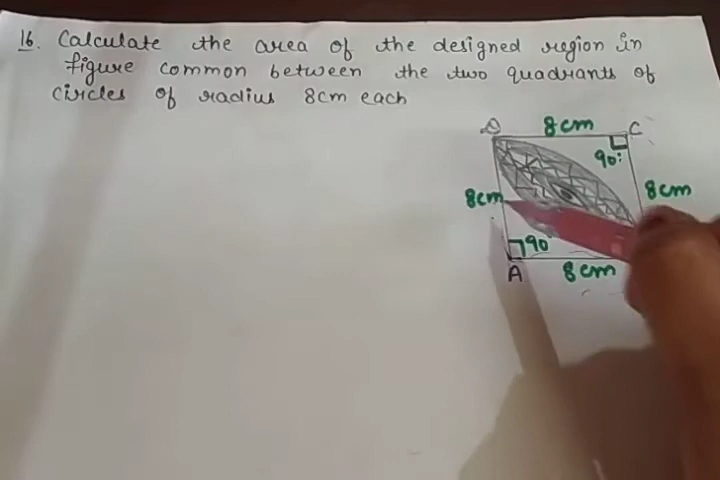 16. Calculate the area of the designed region in
figure common between the two quadrants of
circles of radius 8cm each
D 8cm C
90°
8cm 8cm
90°
A 8cm